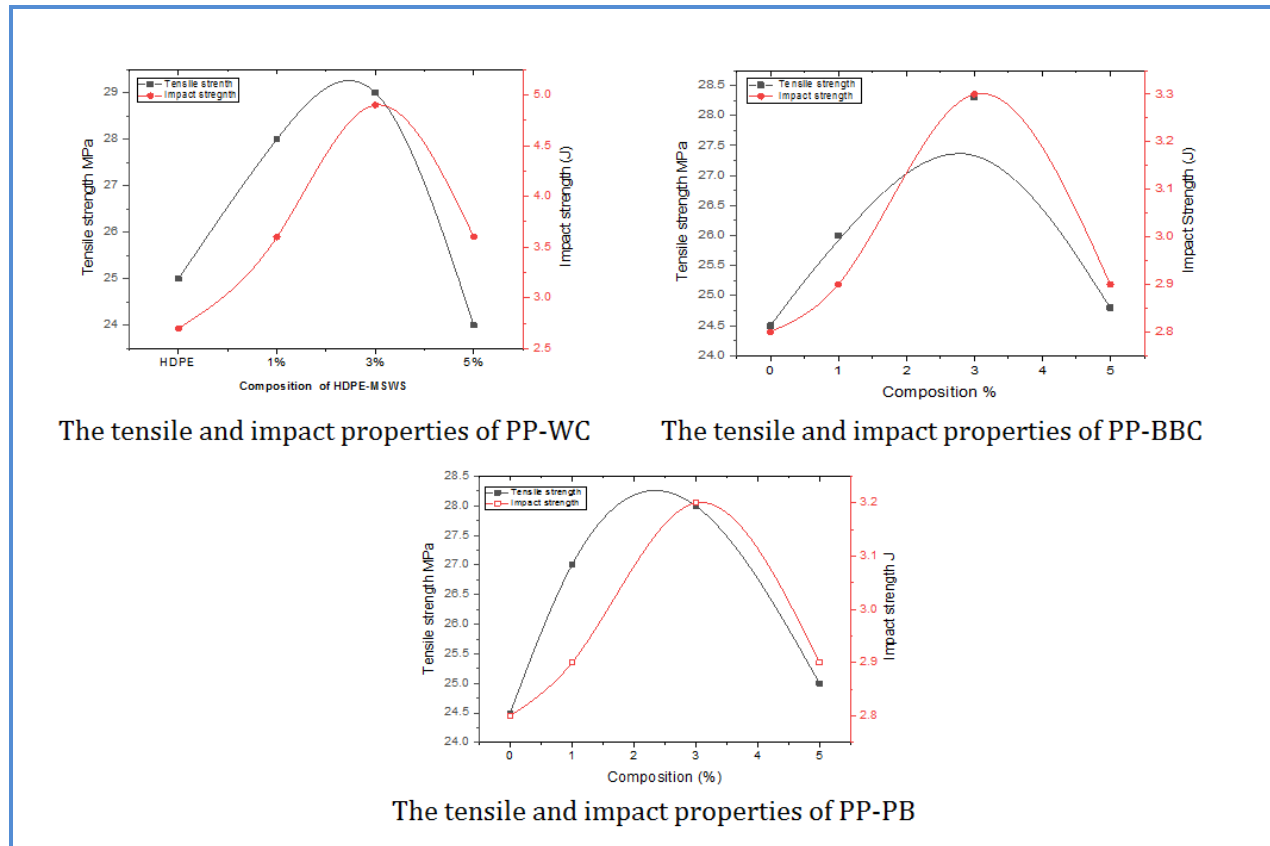 Tensile strenth
Impact stregnth
29
28
27
26
25
24
5.0
4.5
4.0
3.5
3.0
2.5
Tensile strength MPa
Impact strength (J)
HDPE 1% 3% 5%
Composition of HDPE-MSWS
The tensile and impact properties of PP-WC
Tensile strength
Impact strength
28.5
28.0
27.5
27.0
26.5
26.0
25.5
25.0
24.5
24.0
3.3
3.2
3.1
3.0
2.9
2.8
Tensile strength MPa
Impact Strength (J)
0 1 2 3 4 5
Composition %
The tensile and impact properties of PP-BBC
Tensile strength
Impact strength
28.5
28.0
27.5
27.0
26.5
26.0
25.5
25.0
24.5
24.0
3.2
3.1
3.0
2.9
2.8
Tensile strength MPa
Impact strength J
0 1 2 3 4 5
Composition (%)
The tensile and impact properties of PP-PB